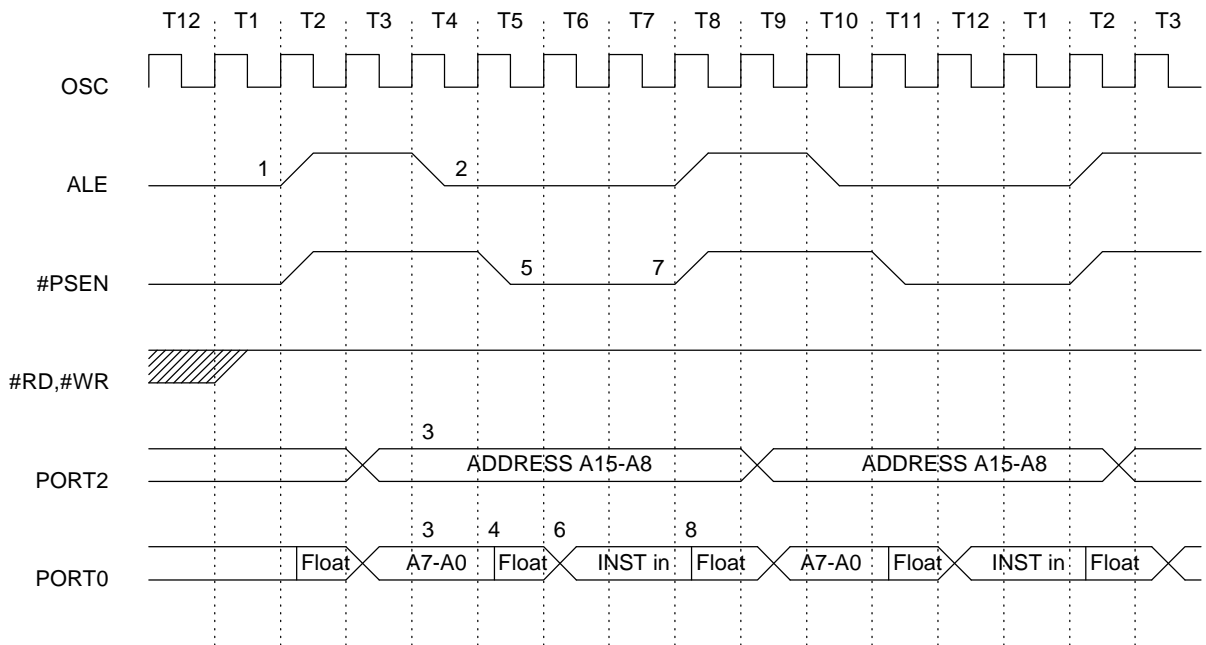 T12 T1 T2 T3 T4 T5 T6 T7 T8 T9 T10 T11 T12 T1 T2 T3
OSC
1 2
ALE
5 7
#PSEN
#RD,#WR
3
ADDRESS A15-A8 ADDRESS A15-A8
PORT2
3 4 6 8
Float A7-A0 Float INST in Float A7-A0 Float INST in Float
PORT0